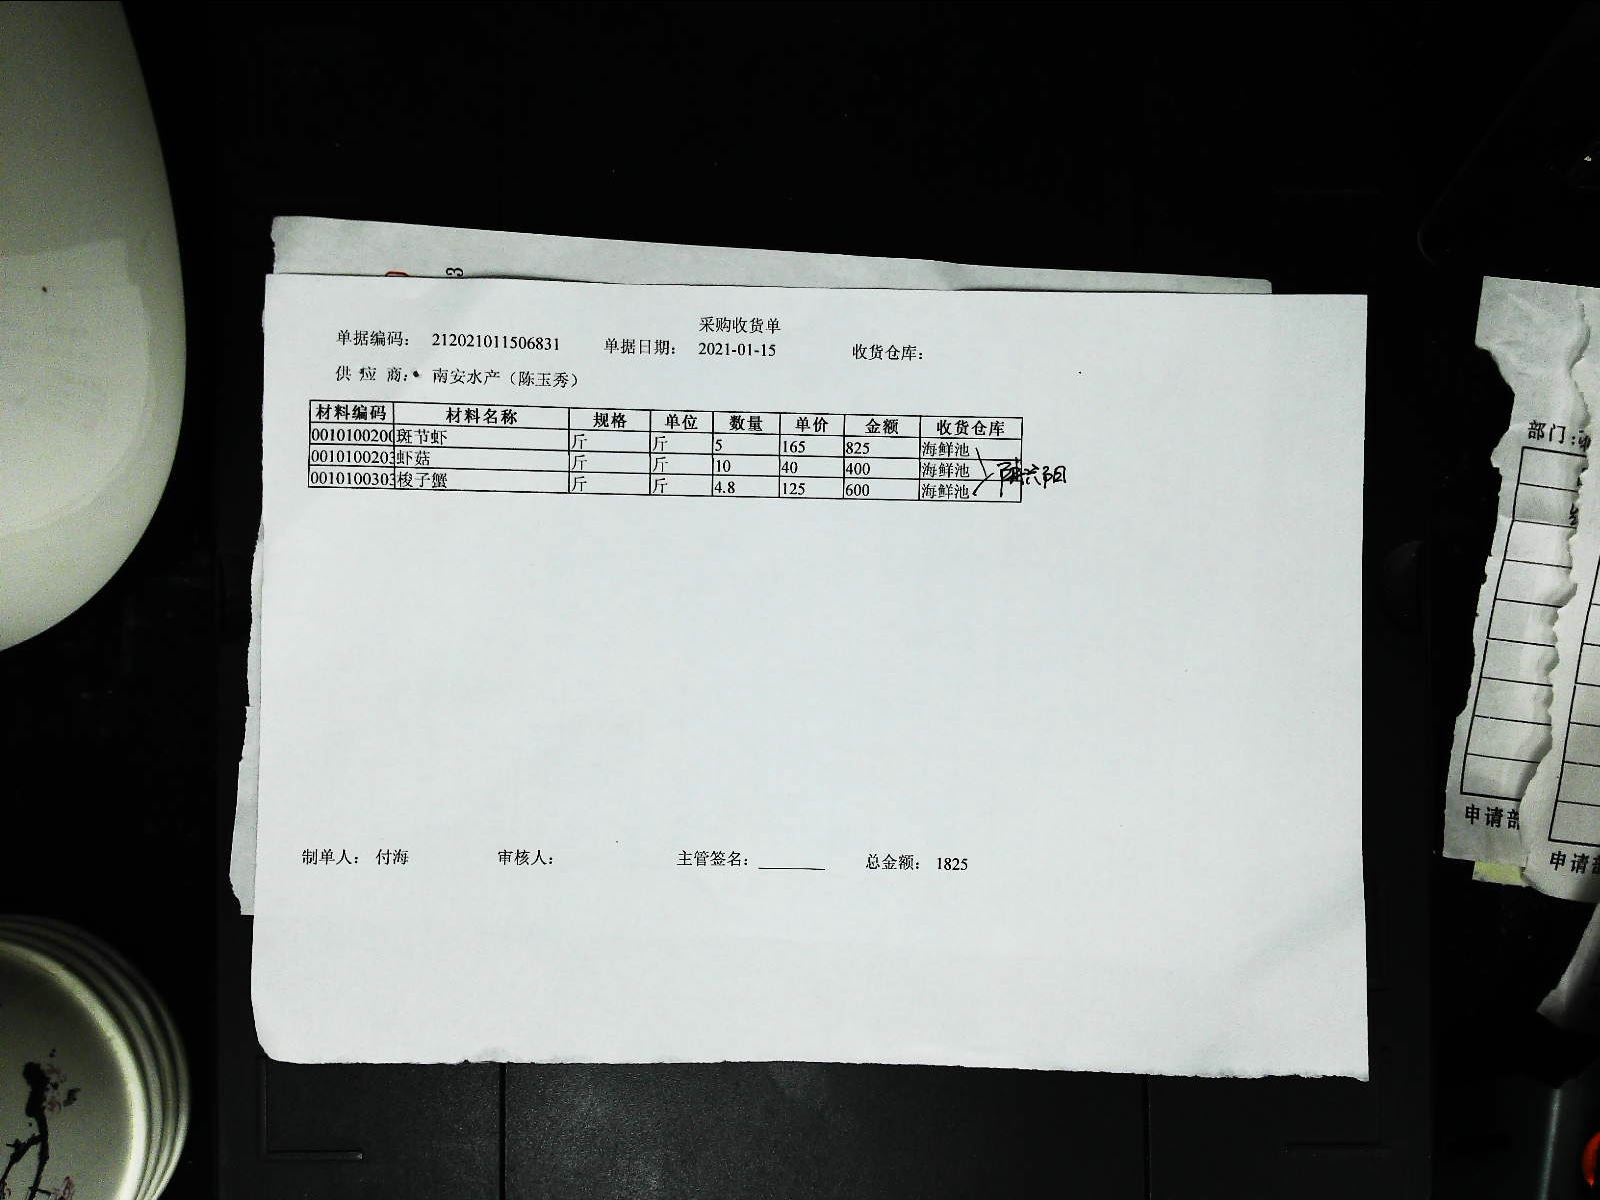 3
采购收货单
单据编码： 212021011506831 单据日期： 2021-01-15 收货仓库：
供 应 商： 南安水产（陈玉秀）
材料编码 材料名称 规格 单位 数量 单价 金额 收货仓库
0010100200 斑节虾 斤 斤 5 165 825 海鲜池
0010100203 虾菇 斤 斤 10 40 400 海鲜池
0010100303 梭子蟹 斤 斤 4.8 125 600 海鲜池
制单人： 付海 审核人： 主管签名： 总金额： 1825
部门：
申请部
申请部